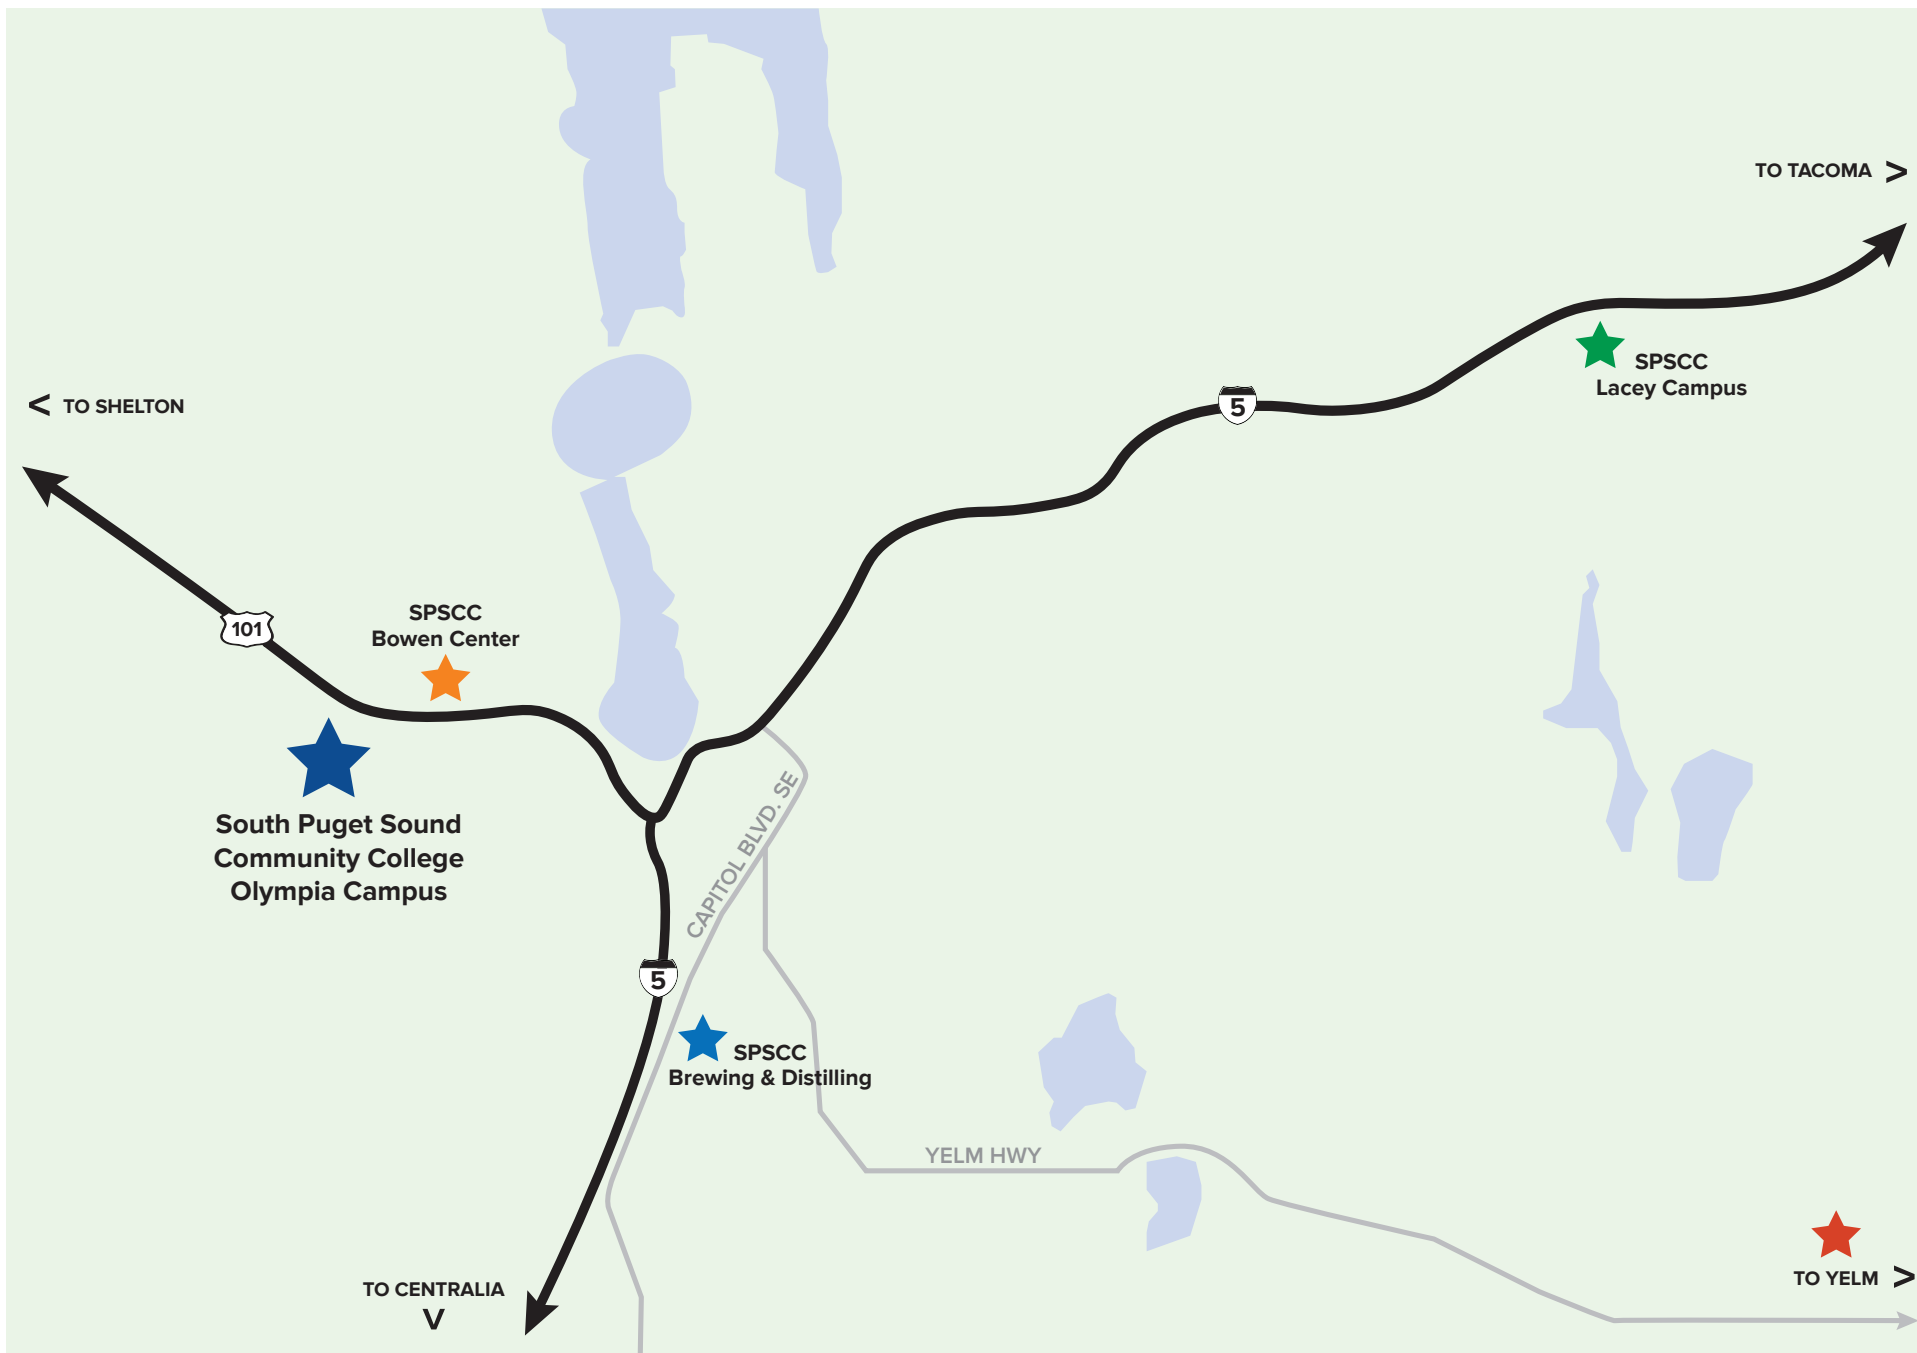 TO TACOMA >
SPSCC
Lacey Campus
< TO SHELTON
5
SPSCC
Bowen Center
101
South Puget Sound
Community College
Olympia Campus
CAPITOL BLVD. SE
5
SPSCC
Brewing & Distilling
YELM HWY
TO YELM >
TO CENTRALIA
V